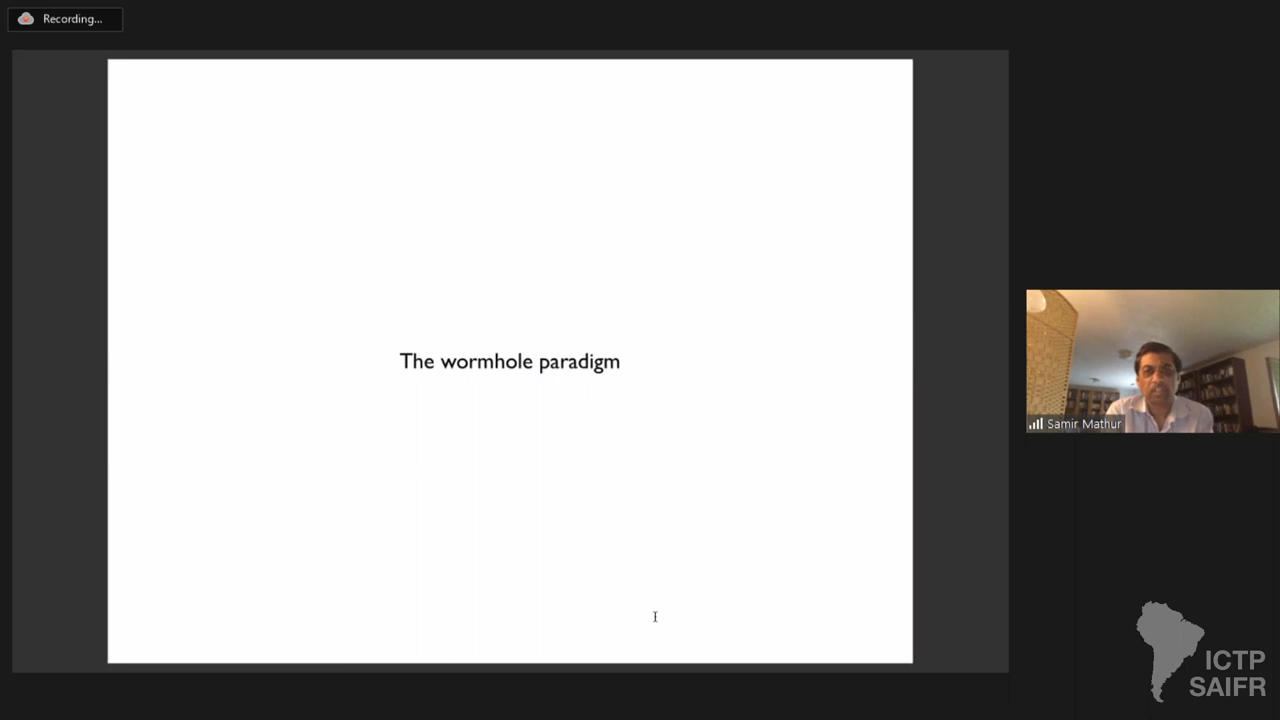 Recording...
The wormhole paradigm
Samir Mathur
ICTP
SAIFR